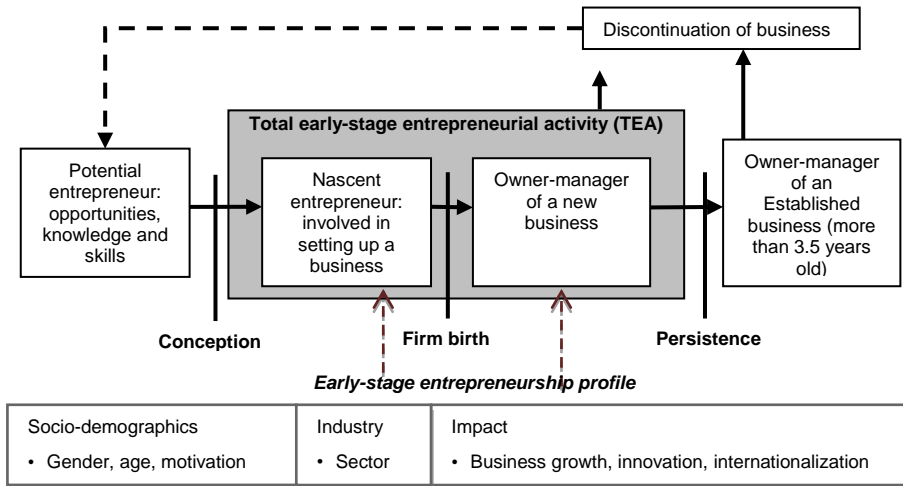 Discontinuation of business
Total early-stage entrepreneurial activity (TEA)
Potential
entrepreneur:
opportunities,
knowledge and
skills
Nascent
entrepreneur:
involved in
setting up a
business
Owner-manager
of a new
business
Owner-manager
of an
Established
business (more
than 3.5 years
old)
Conception
Firm birth
Persistence
Early-stage entrepreneurship profile
Socio-demographics
• Gender, age, motivation
Industry
• Sector
Impact
• Business growth, innovation, internationalization